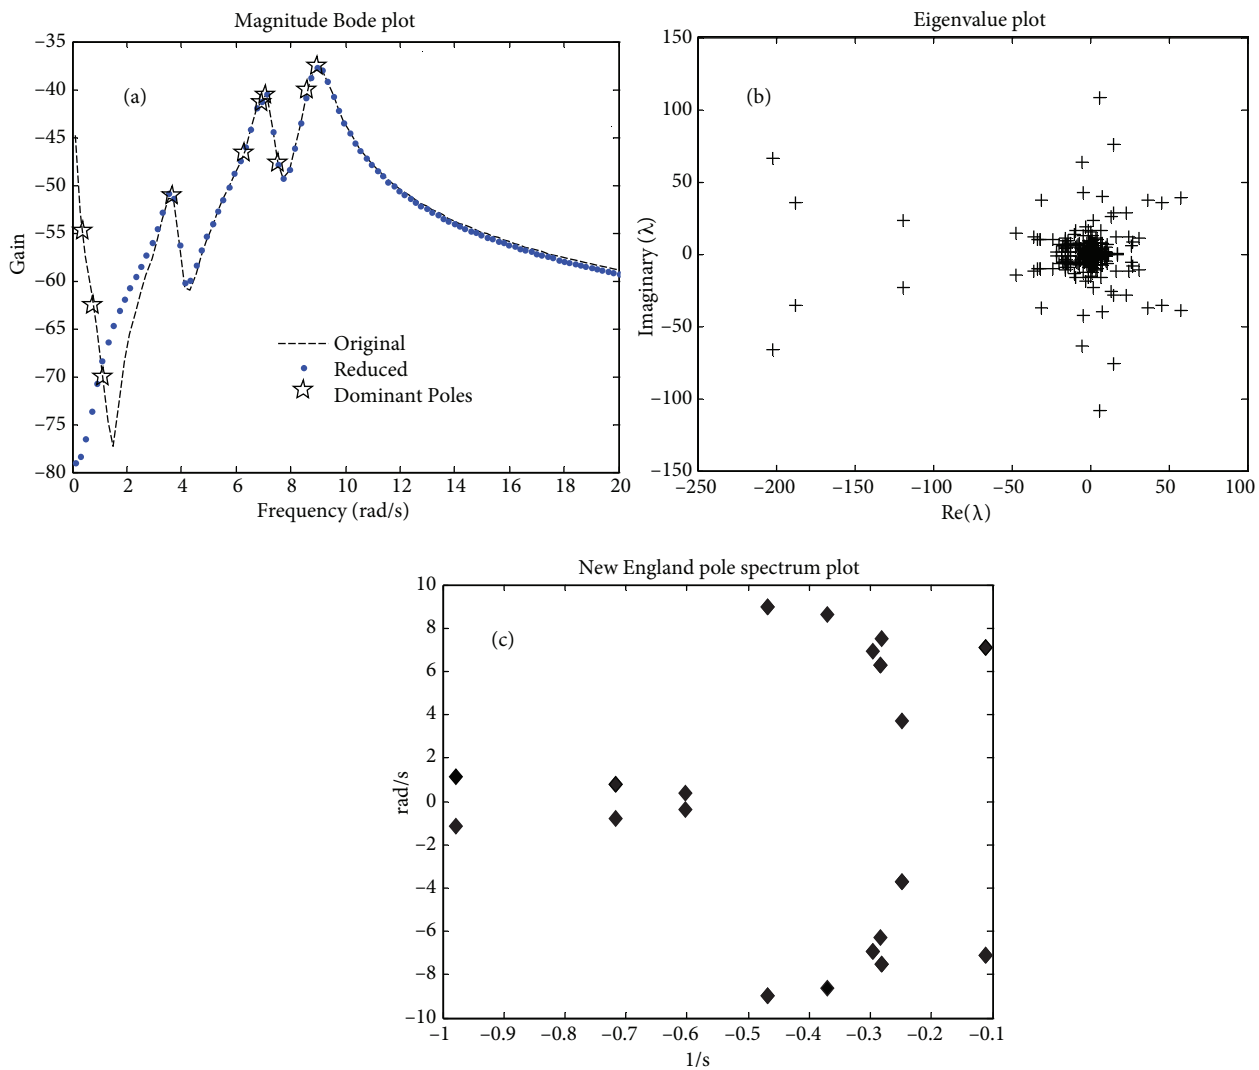 Magnitude Bode plot
−35
−40
−45
−50
−55
−60
−65
−70
−75
−80
Gain
(a)
Original
Reduced
Dominant Poles
0 2 4 6 8 10 12 14 16 18 20
Frequency (rad/s)
Eigenvalue plot
150
100
50
0
−50
−100
−150
Imaginary (λ)
(b)
−250 −200 −150 −100 −50 0 50 100
Re(λ)
New England pole spectrum plot
10
8
6
4
2
0
−2
−4
−6
−8
−10
rad/s
(c)
−1 −0.9 −0.8 −0.7 −0.6 −0.5 −0.4 −0.3 −0.2 −0.1
1/s